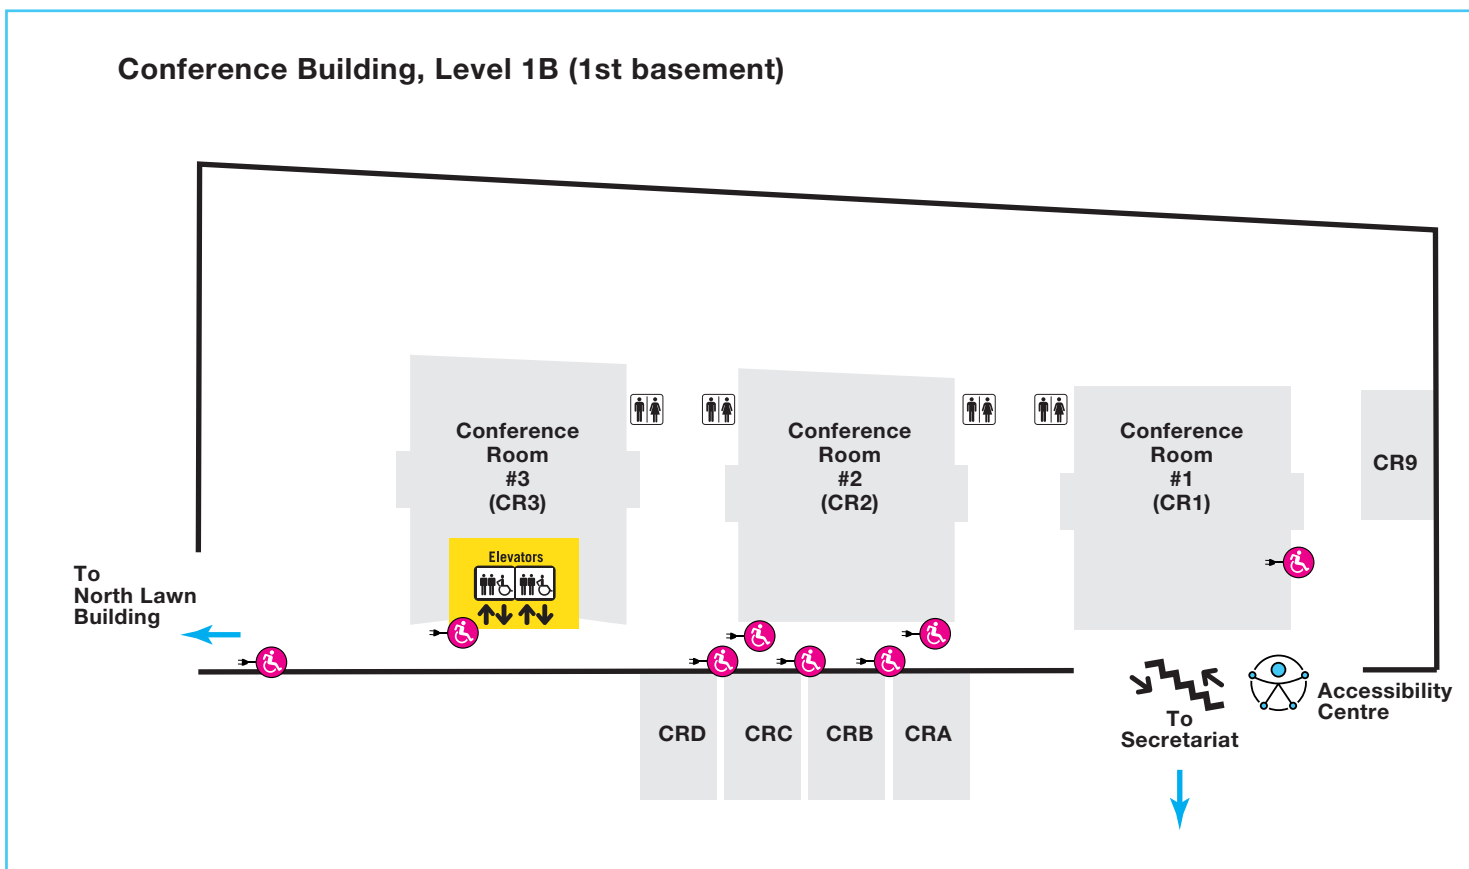 Conference Building, Level 1B (1st basement)
Conference
Room
#3
(CR3)
Conference
Room
#2
(CR2)
Conference
Room
#1
(CR1)
CR9
Elevators
To
North Lawn
Building
CRD
CRC
CRB
CRA
To
Secretariat
Accessibility
Centre